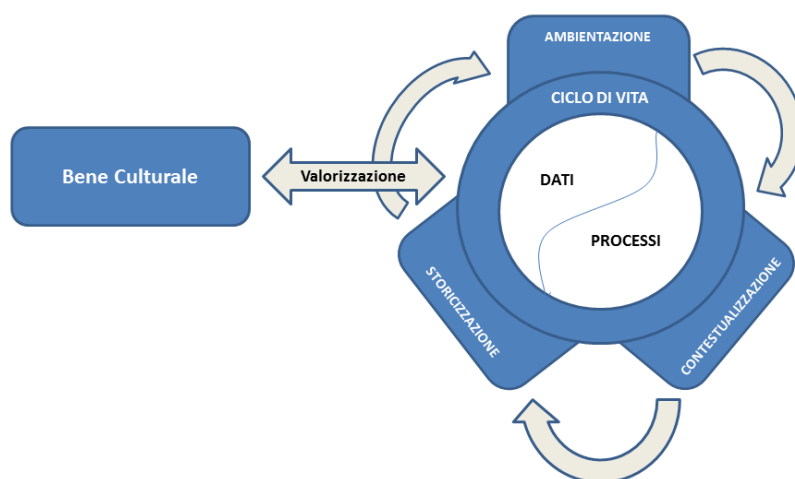 AMBIENTAZIONE
CICLO DI VITA
Bene Culturale
Valorizzazione
DATI
PROCESSI
STORICIZZAZIONE
CONTESTUALIZZAZIONE